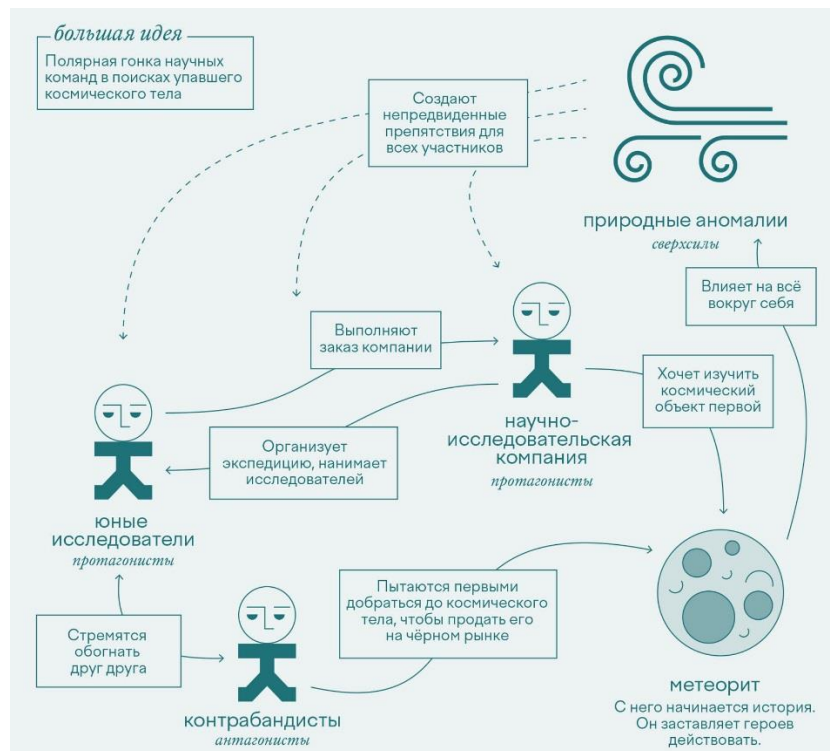 большая идея
Полярная гонка научных
команд в поисках упавшего
космического тела
Создают
непредвиденные
препятствия для
всех участников
природные аномалии
сверхсилы
Влияет на всё
вокруг себя
Выполняют
заказ компании
Хочет изучить
космический
объект первой
научно-
исследовательская
компания
протагонисты
Организует
экспедицию, нанимает
исследователей
юные
исследователи
протагонисты
Пытаются первыми
добраться до космического
тела, чтобы продать его
на чёрном рынке
Стремятся
обогнать
друг друга
контрабандисты
антагонисты
метеорит
С него начинается история.
Он заставляет героев
действовать.